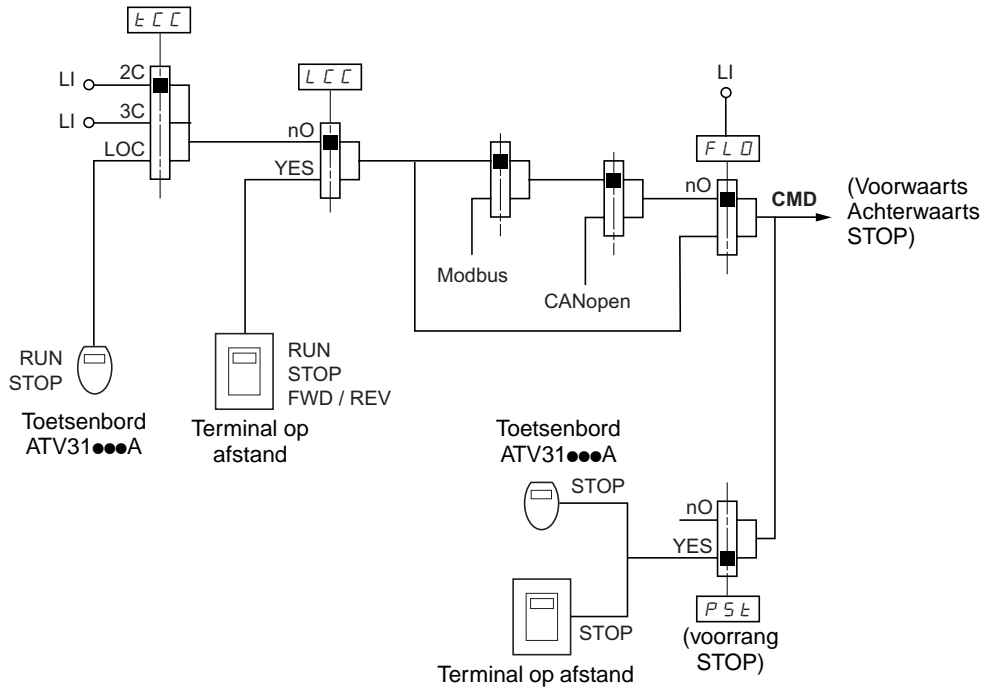 tCC
LI
2C
LI
3C
LOC
LCC
nO
YES
LI
FLO
nO
CMD
(Voorwaarts
Achterwaarts
STOP)
Modbus
CANopen
RUN
STOP
Toetsenbord
ATV31●●●A
RUN
STOP
FWD / REV
Terminal op
afstand
Toetsenbord
ATV31●●●A
STOP
nO
YES
PSt
(voorrang
STOP)
STOP
Terminal op afstand